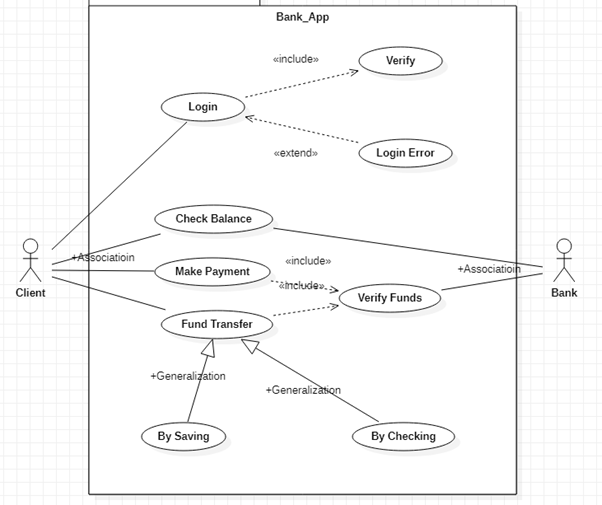 Bank_App
«include»
Verify
Login
«extend»
Login Error
Check Balance
+Associatioin
Make Payment
«include»
«include»
+Associatioin
Client
Bank
Verify Funds
Fund Transfer
+Generalization
+Generalization
By Saving
By Checking